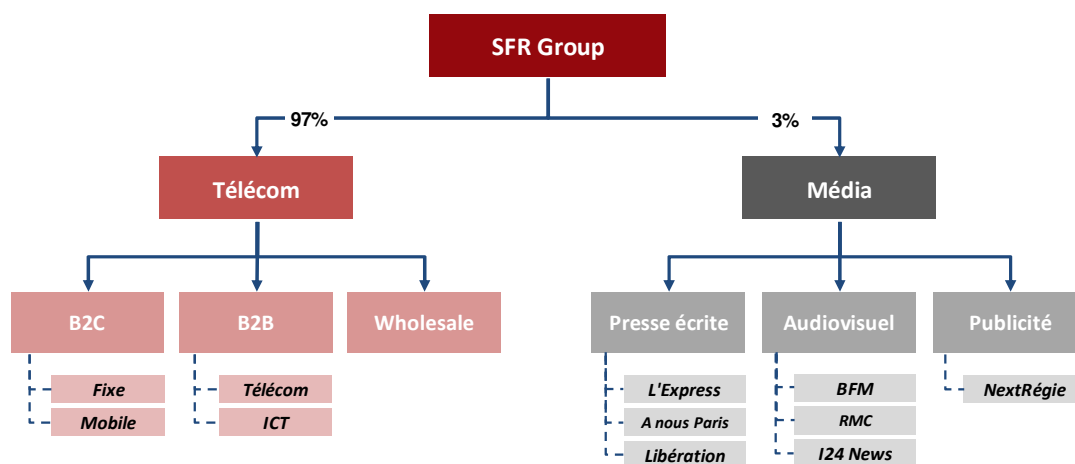 SFR Group
97%
3%
Télécom
Média
B2C
B2B
Wholesale
Presse écrite
Audiovisuel
Publicité
Fixe
Télécom
L'Express
BFM
NextRégie
Mobile
ICT
A nous Paris
RMC
Libération
I24 News